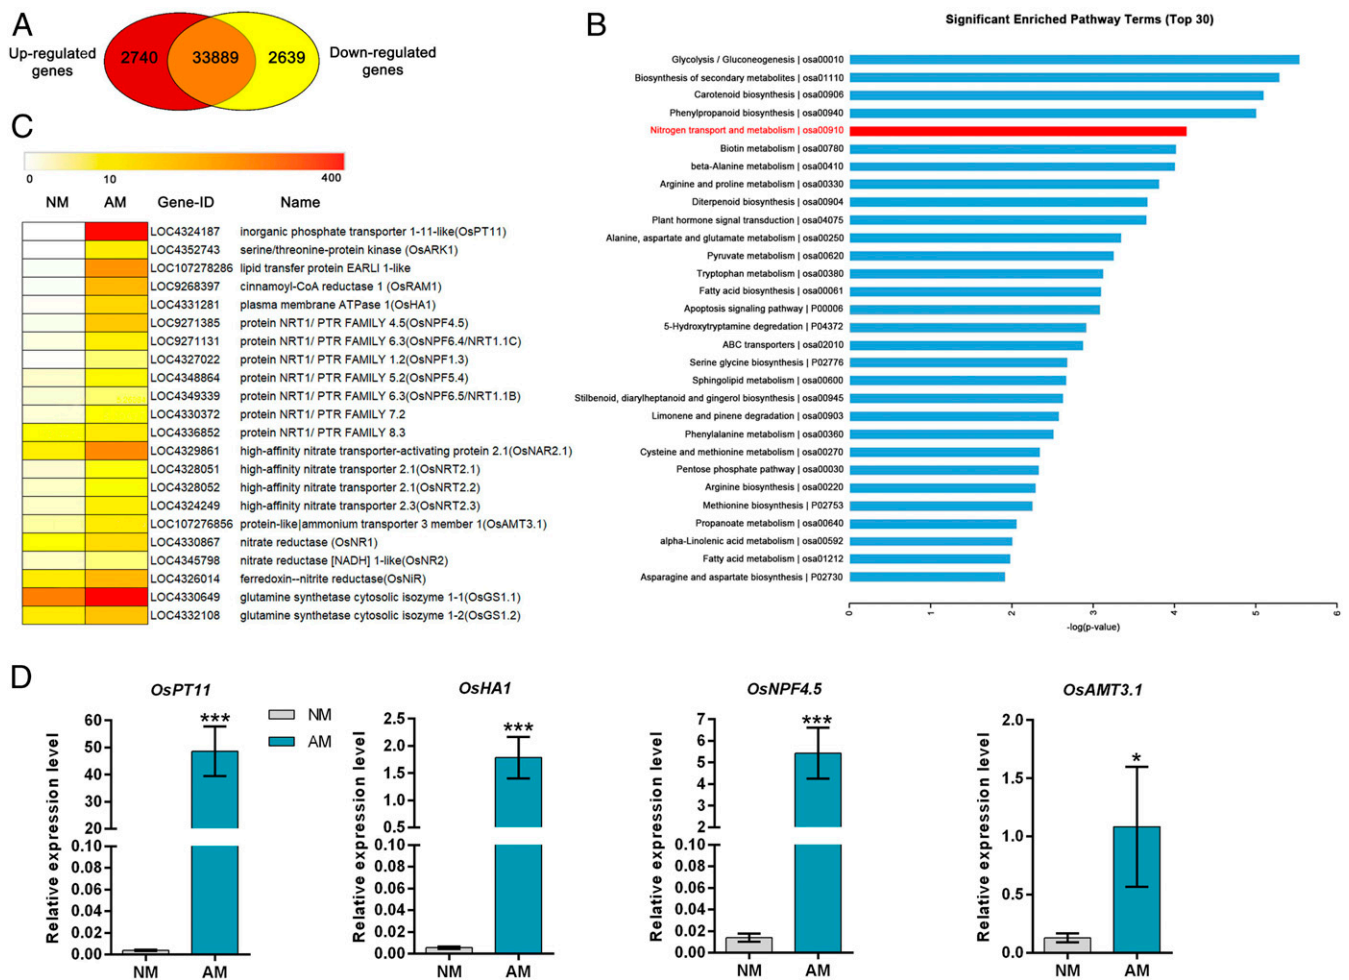 A
Up-regulated
genes
2740
33889
2639
Down-regulated
genes
B
Significant Enriched Pathway Terms (Top 30)
Glycolysis / Gluconeogenesis | osa00010
Biosynthesis of secondary metabolites | osa01110
Carotenoid biosynthesis | osa00906
Phenylpropanoid biosynthesis | osa00940
Nitrogen transport and metabolism | osa00910
Biotin metabolism | osa00780
beta-Alanine metabolism | osa00410
Arginine and proline metabolism | osa00330
Diterpenoid biosynthesis | osa00904
Plant hormone signal transduction | osa04075
Alanine, aspartate and glutamate metabolism | osa00250
Pyruvate metabolism | osa00620
Tryptophan metabolism | osa00380
Fatty acid biosynthesis | osa00061
Apoptosis signaling pathway | P00006
5-Hydroxytryptamine degredation | P04372
ABC transporters | osa02010
Serine glycine biosynthesis | P02776
Sphingolipid metabolism | osa00600
Stilbenoid, diarylheptanoid and gingerol biosynthesis | osa00945
Limonene and pinene degradation | osa00903
Phenylalanine metabolism | osa00360
Cysteine and methionine metabolism | osa00270
Pentose phosphate pathway | osa00030
Arginine biosynthesis | osa00220
Methionine biosynthesis | P02753
Propanoate metabolism | osa00640
alpha-Linolenic acid metabolism | osa00592
Fatty acid metabolism | osa01212
Asparagine and aspartate biosynthesis | P02730
0 1 2 3 4 5 6
-log(p-value)
C
0 10 400
NM AM Gene-ID Name
LOC4324187 inorganic phosphate transporter 1-11-like(OsPT11)
LOC4352743 serine/threonine-protein kinase (OsARK1)
LOC107278286 lipid transfer protein EARLI 1-like
LOC9268397 cinnamoyl-CoA reductase 1 (OsRAM1)
LOC4331281 plasma membrane ATPase 1(OsHA1)
LOC9271385 protein NRT1/ PTR FAMILY 4.5(OsNPF4.5)
LOC9271131 protein NRT1/ PTR FAMILY 6.3(OsNPF6.4/NRT1.1C)
LOC4327022 protein NRT1/ PTR FAMILY 1.2(OsNPF1.3)
LOC4348864 protein NRT1/ PTR FAMILY 5.2(OsNPF5.4)
LOC4349339 protein NRT1/ PTR FAMILY 6.3(OsNPF6.5/NRT1.1B)
LOC4330372 protein NRT1/ PTR FAMILY 7.2
LOC4336852 protein NRT1/ PTR FAMILY 8.3
LOC4329861 high-affinity nitrate transporter-activating protein 2.1(OsNAR2.1)
LOC4328051 high-affinity nitrate transporter 2.1(OsNRT2.1)
LOC4328052 high-affinity nitrate transporter 2.1(OsNRT2.2)
LOC4324249 high-affinity nitrate transporter 2.3(OsNRT2.3)
LOC107276856 protein-like|ammonium transporter 3 member 1(OsAMT3.1)
LOC4330867 nitrate reductase (OsNR1)
LOC4345798 nitrate reductase [NADH] 1-like(OsNR2)
LOC4326014 ferredoxin--nitrite reductase(OsNiR)
LOC4330649 glutamine synthetase cytosolic isozyme 1-1(OsGS1.1)
LOC4332108 glutamine synthetase cytosolic isozyme 1-2(OsGS1.2)
D
OsPT11
Relative expression level
60
50
40
30
20
0.10
0.08
0.06
0.04
0.02
0.00
***
NM AM
NM
AM
OsHA1
Relative expression level
2.5
2.0
1.5
1.0
0.5
0.10
0.08
0.06
0.04
0.02
0.00
***
NM AM
OsNPF4.5
Relative expression level
7
6
5
4
3
2
0.10
0.08
0.06
0.04
0.02
0.00
***
NM AM
OsAMT3.1
Relative expression level
2.0
1.5
1.0
0.5
0.0
*
NM AM